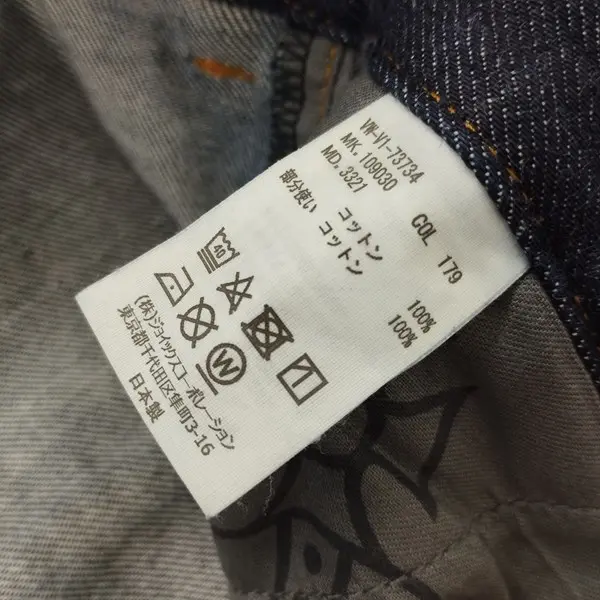 VW-V1-73734
MK.109030
MD.3321 COL 179
コットン 100%
部分使い コットン 100%
40
W
(株)ジョイックスコーポレーション
東京都千代田区隼町3-16
日本製